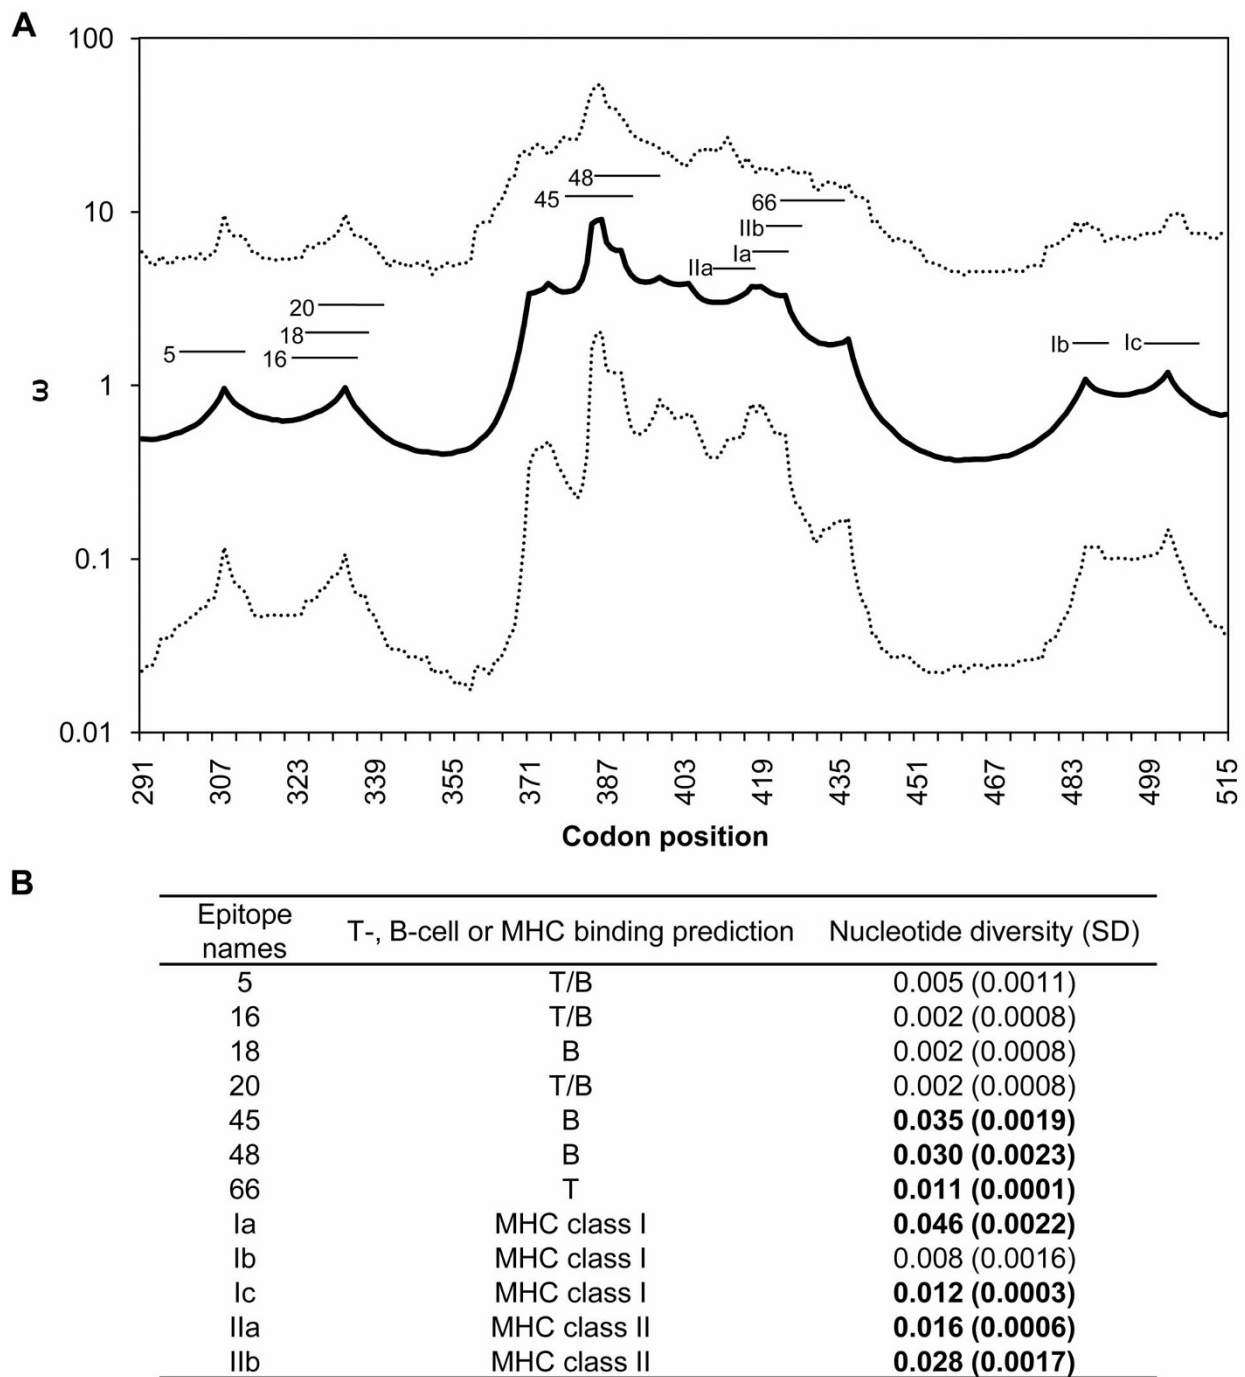 A
100
10
1
0.1
0.01
ω
48
45
66
IIb
Ia
IIa
20
18
5
16
Ib
Ic
291 307 323 339 355 371 387 403 419 435 451 467 483 499 515
Codon position
B
Epitope names T-, B-cell or MHC binding prediction Nucleotide diversity (SD)
5 T/B 0.005 (0.0011)
16 T/B 0.002 (0.0008)
18 B 0.002 (0.0008)
20 T/B 0.002 (0.0008)
45 B 0.035 (0.0019)
48 B 0.030 (0.0023)
66 T 0.011 (0.0001)
Ia MHC class I 0.046 (0.0022)
Ib MHC class I 0.008 (0.0016)
Ic MHC class I 0.012 (0.0003)
IIa MHC class II 0.016 (0.0006)
IIb MHC class II 0.028 (0.0017)